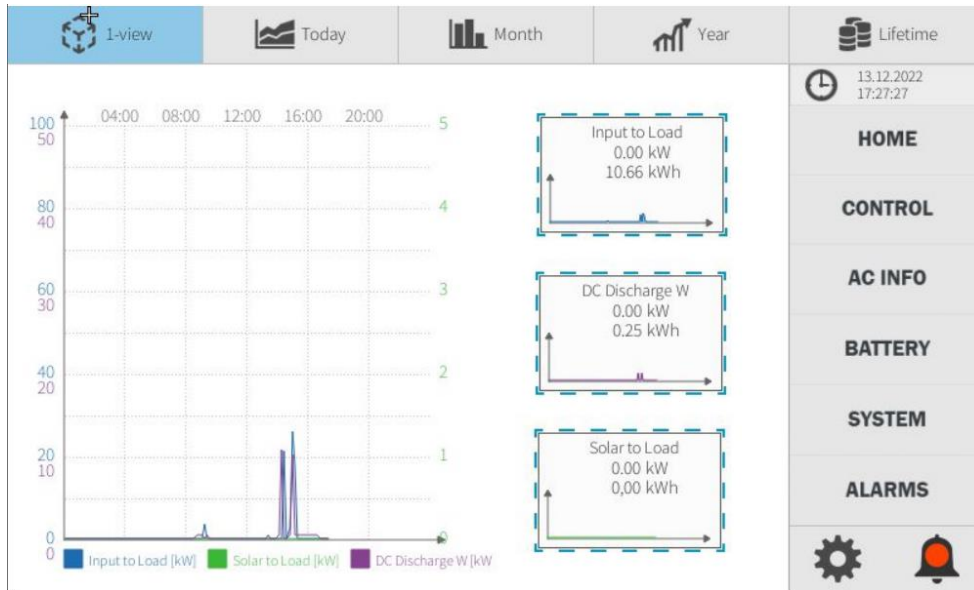 1-view
Today
Month
Year
Lifetime
13.12.2022
17:27:27
HOME
CONTROL
AC INFO
BATTERY
SYSTEM
ALARMS
04:00 08:00 12:00 16:00 20:00
100
50
80
40
60
30
40
20
20
10
0
0
5
4
3
2
1
0
Input to Load [kW]
Solar to Load [kW]
DC Discharge W [kW
Input to Load
0.00 kW
10.66 kWh
DC Discharge W
0.00 kW
0.25 kWh
Solar to Load
0.00 kW
0,00 kWh